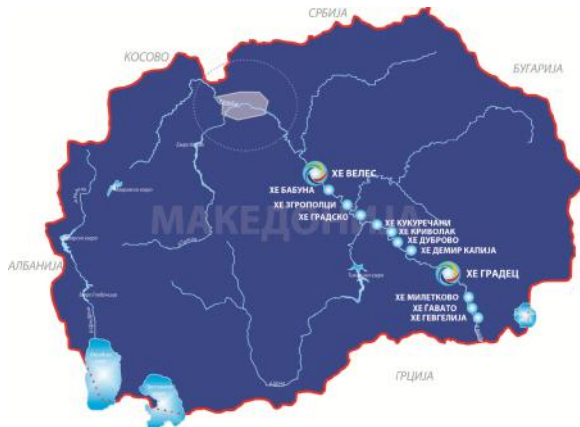 СРБИЈА
КОСОВО
БУГАРИЈА
ХЕ ВЕЛЕС
ХЕ БАБУНА
ХЕ ЗГРОПОЛЦИ
ХЕ ГРАДСКО
МАКЕДОНИЈА
ХЕ КУКУРЕЧАНИ
ХЕ КРИВОЛАК
ХЕ ДУБРОВО
ХЕ ДЕМИР КАПИЈА
АЛБАНИЈА
ХЕ ГРАДЕЦ
ХЕ МИЛЕТКОВО
ХЕ ЃАВАТО
ХЕ ГЕВГЕЛИЈА
ГРЦИЈА